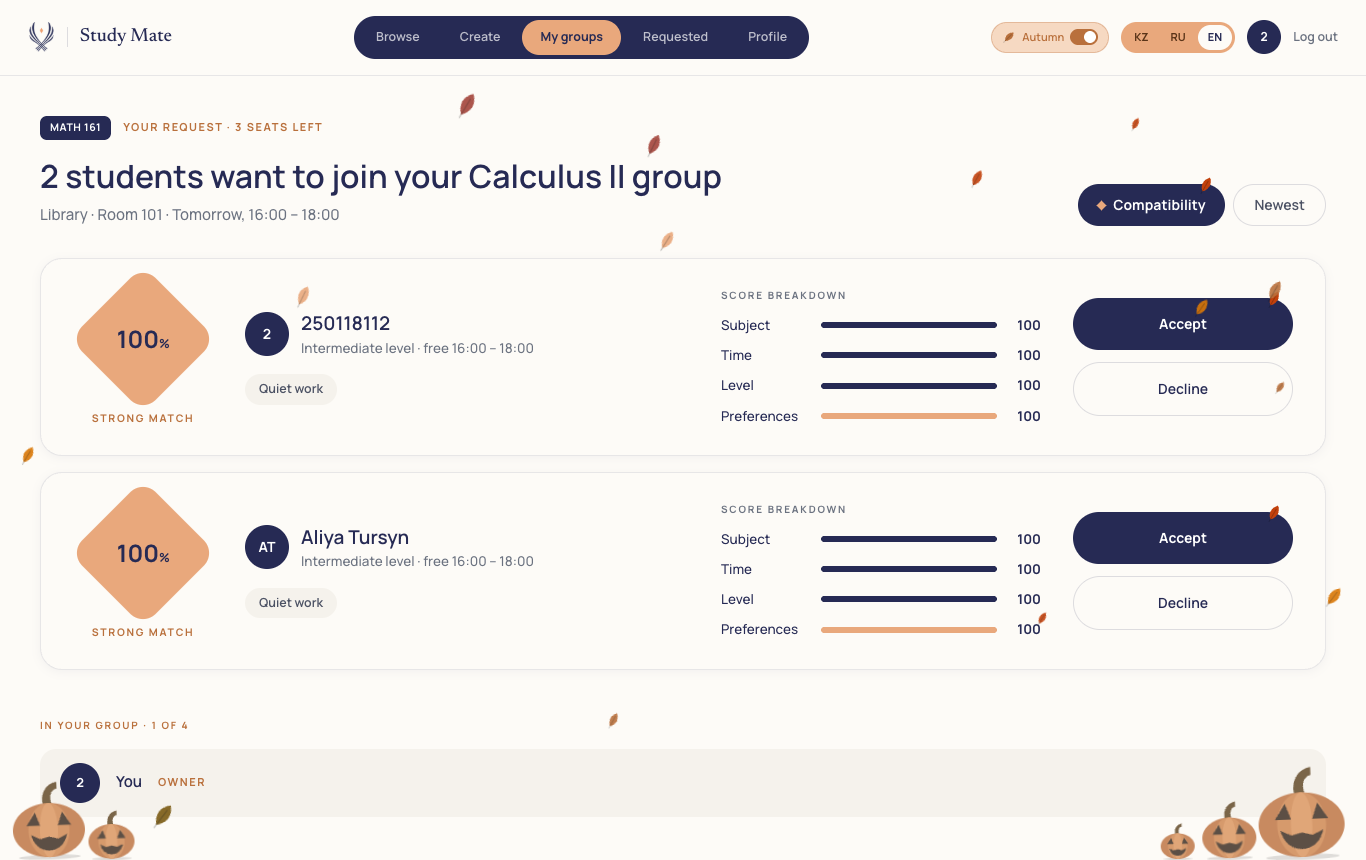 Study Mate
Browse Create My groups Requested Profile
Autumn
KZ RU EN
2
Log out
MATH 161 YOUR REQUEST · 3 SEATS LEFT
2 students want to join your Calculus II group
Library · Room 101 · Tomorrow, 16:00 – 18:00
Compatibility Newest
100%
STRONG MATCH
2
250118112
Intermediate level · free 16:00 – 18:00
Quiet work
SCORE BREAKDOWN
Subject 100
Time 100
Level 100
Preferences 100
Accept
Decline
100%
STRONG MATCH
AT
Aliya Tursyn
Intermediate level · free 16:00 – 18:00
Quiet work
SCORE BREAKDOWN
Subject 100
Time 100
Level 100
Preferences 100
Accept
Decline
IN YOUR GROUP · 1 OF 4
2 You OWNER